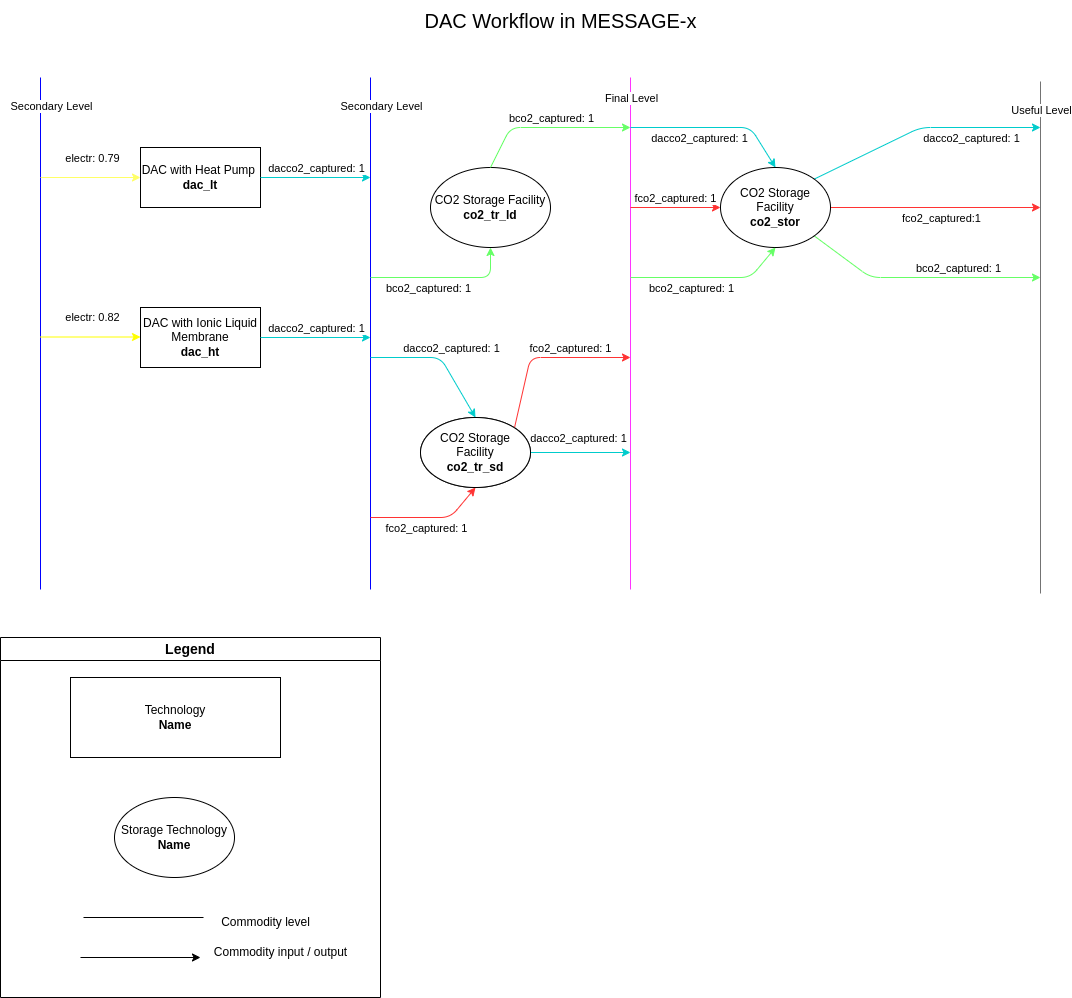 DAC Workflow in MESSAGE-x
Secondary Level
Secondary Level
Final Level
Useful Level
electr: 0.79
DAC with Heat Pump
dac_lt
dacco2_captured: 1
electr: 0.82
DAC with Ionic Liquid
Membrane
dac_ht
dacco2_captured: 1
bco2_captured: 1
CO2 Storage Facility
co2_tr_ld
bco2_captured: 1
dacco2_captured: 1
fco2_captured: 1
CO2 Storage
Facility
co2_tr_sd
dacco2_captured: 1
fco2_captured: 1
dacco2_captured: 1
fco2_captured: 1
bco2_captured: 1
CO2 Storage
Facility
co2_stor
dacco2_captured: 1
fco2_captured:1
bco2_captured: 1
Legend
Technology
Name
Storage Technology
Name
Commodity level
Commodity input / output